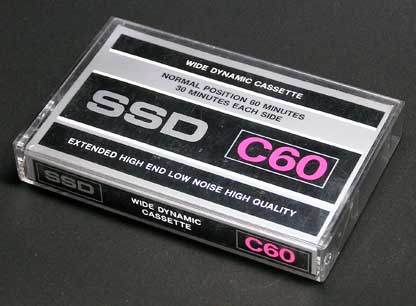 WIDE DYNAMIC CASSETTE
NORMAL POSITION 60 MINUTES
30 MINUTES EACH SIDE
SSD
C60
EXTENDED HIGH END LOW NOISE HIGH QUALITY
SSD
WIDE DYNAMIC
CASSETTE
C60